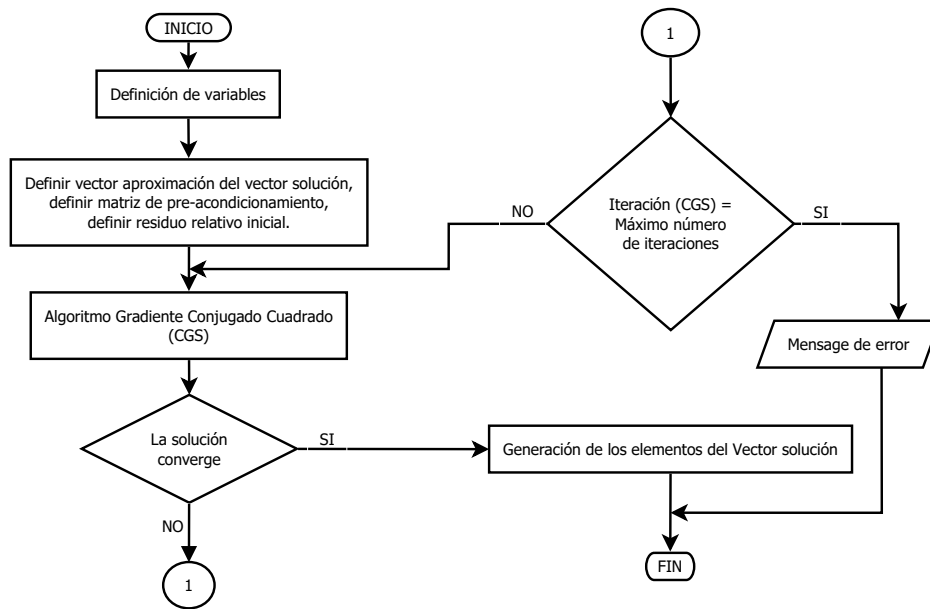 INICIO
Definición de variables
Definir vector aproximación del vector solución,
definir matriz de pre-acondicionamiento,
definir residuo relativo inicial.
Algoritmo Gradiente Conjugado Cuadrado
(CGS)
La solución
converge
SI
NO
1
1
Iteración (CGS) =
Máximo número
de iteraciones
NO
SI
Mensage de error
Generación de los elementos del Vector solución
FIN